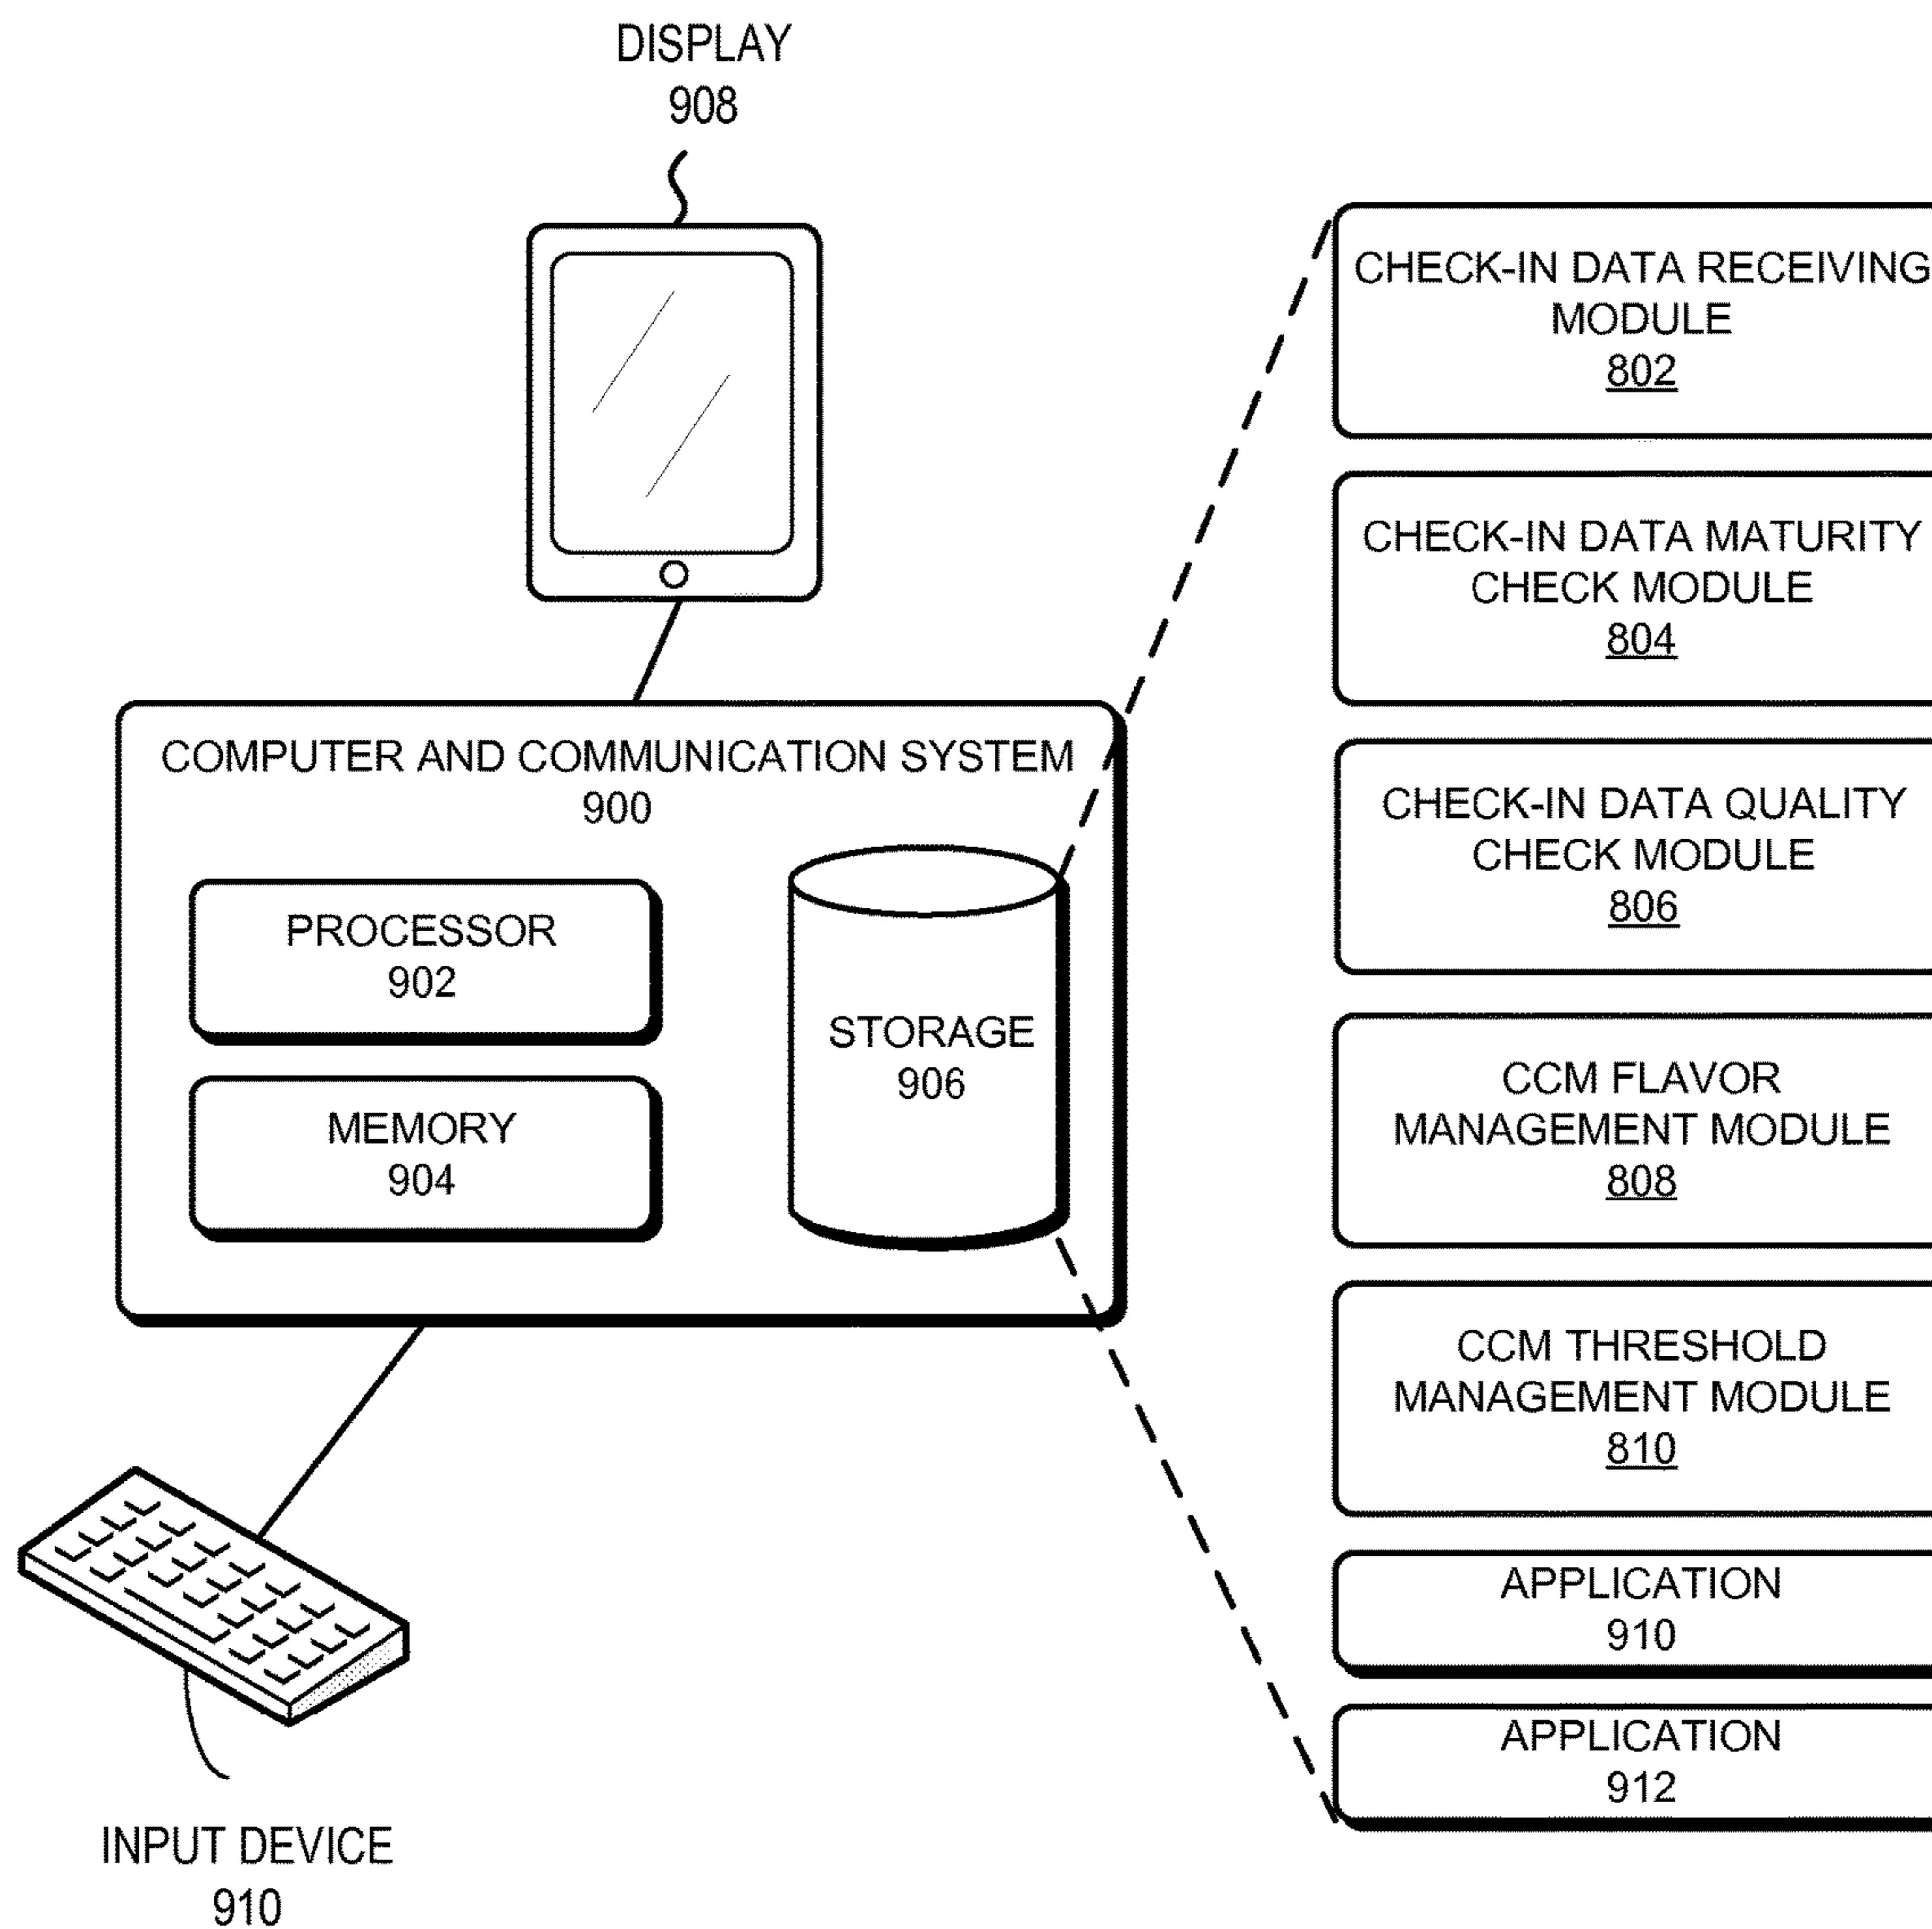 DISPLAY
908
COMPUTER AND COMMUNICATION SYSTEM
900
PROCESSOR
902
MEMORY
904
STORAGE
906
INPUT DEVICE
910
CHECK-IN DATA RECEIVING
MODULE
802
CHECK-IN DATA MATURITY
CHECK MODULE
804
CHECK-IN DATA QUALITY
CHECK MODULE
806
CCM FLAVOR
MANAGEMENT MODULE
808
CCM THRESHOLD
MANAGEMENT MODULE
810
APPLICATION
910
APPLICATION
912